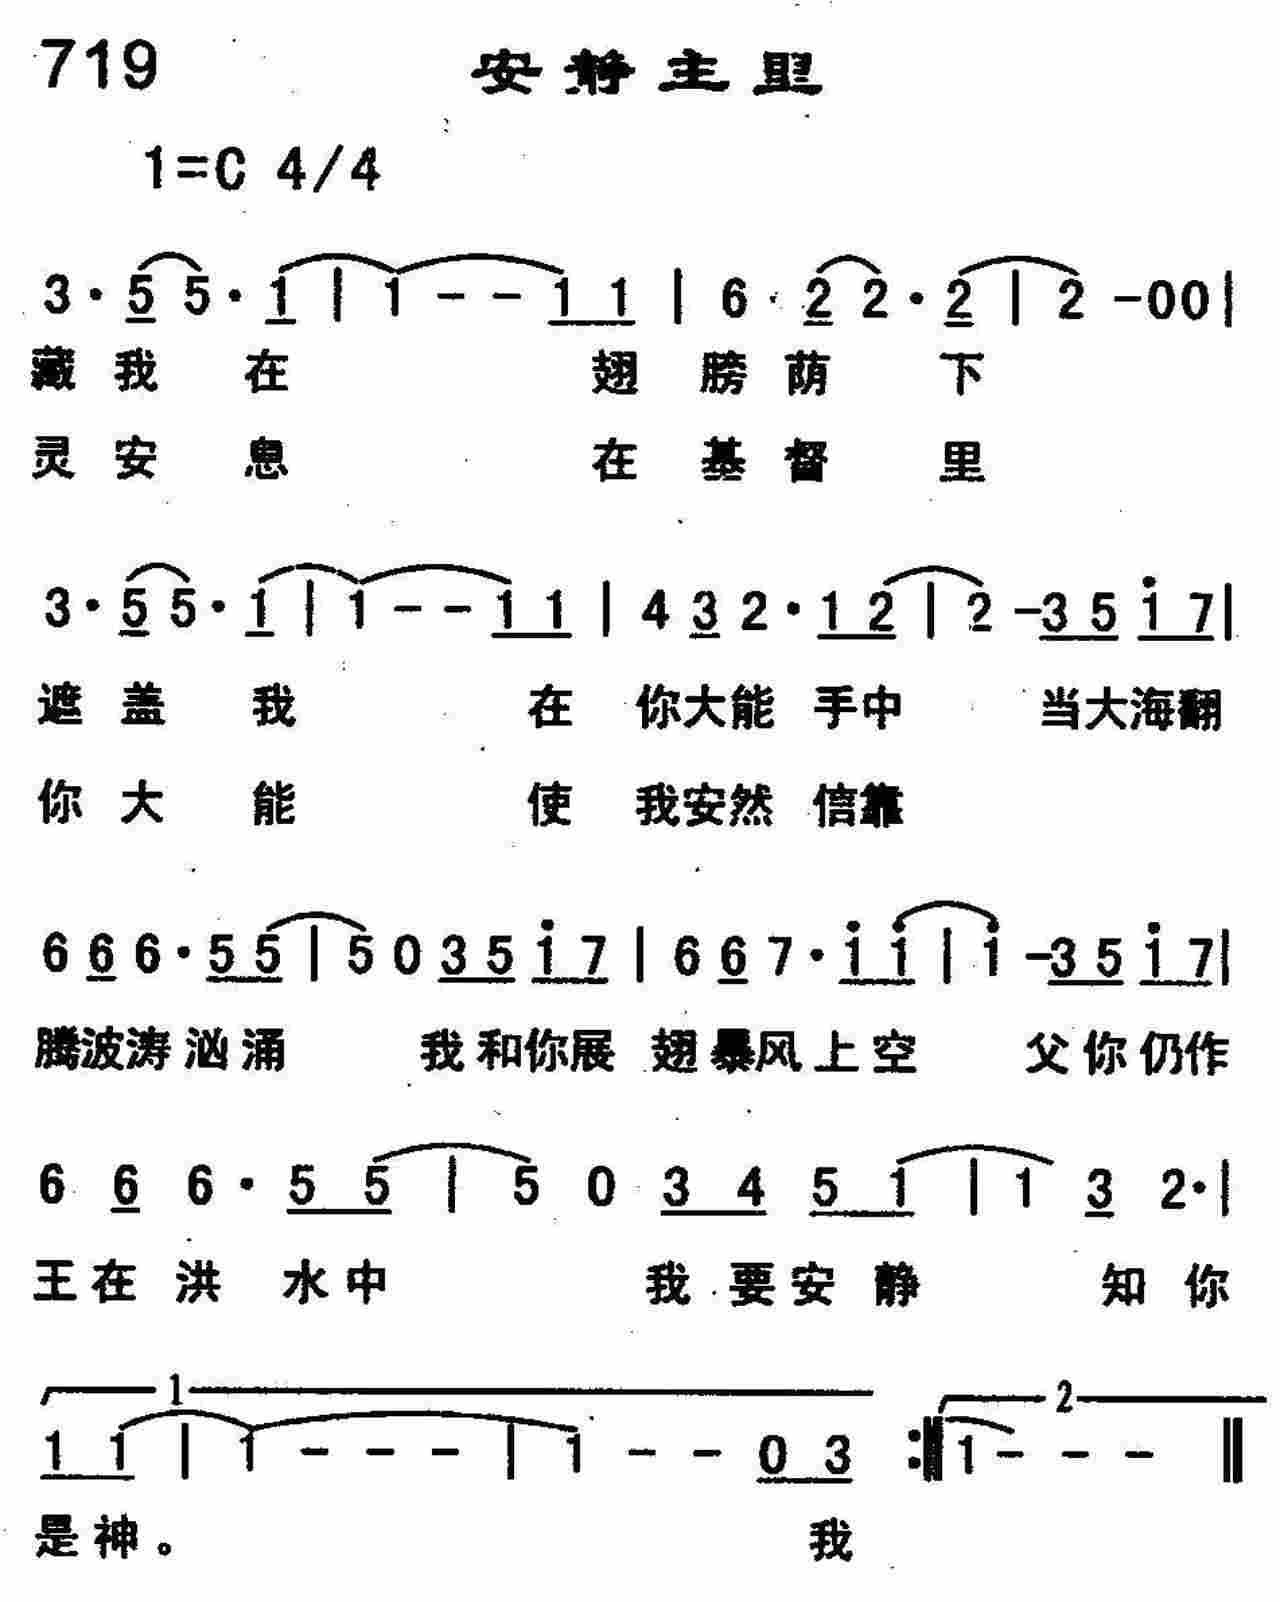 719 安静主里
1=C 4/4
3·5 5·1 | 1 - - 1 1 | 6·2 2·2 | 2 - 0 0 |
藏 我 在 翅 膀 荫 下
灵 安 息 在 基 督 里
3·5 5·1 | 1 - - 1 1 | 4 3 2·1 2 | 2 - 3 5 i 7 |
遮 盖 我 在 你大能 手中 当大海翻
你 大 能 使 我安然 信靠
6 6 6·5 5 | 5 0 3 5 i 7 | 6 6 7·i i | i - 3 5 i 7 |
腾波涛 汹 涌 我 和你展 翅暴风上空 父你仍作
6 6 6·5 5 | 5 0 3 4 5 1 | 1 3 2· |
王在 洪 水中 我 要安 静 知 你
1 2
1 1 | 1 - - - | 1 - - 0 3 :‖ 1 - - - ‖
是神。 我